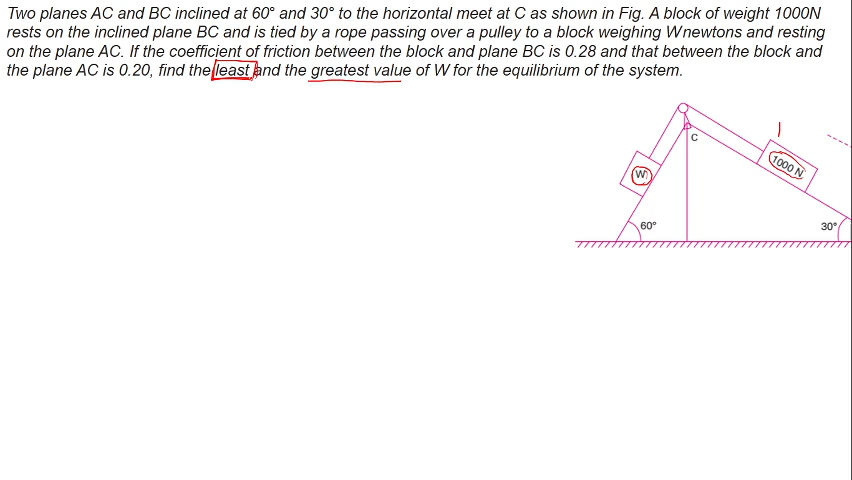 Two planes AC and BC inclined at 60° and 30° to the horizontal meet at C as shown in Fig. A block of weight 1000N
rests on the inclined plane BC and is tied by a rope passing over a pulley to a block weighing W newtons and resting
on the plane AC. If the coefficient of friction between the block and plane BC is 0.28 and that between the block and
the plane AC is 0.20, find the least and the greatest value of W for the equilibrium of the system.
C
1000 N
W
60°
30°